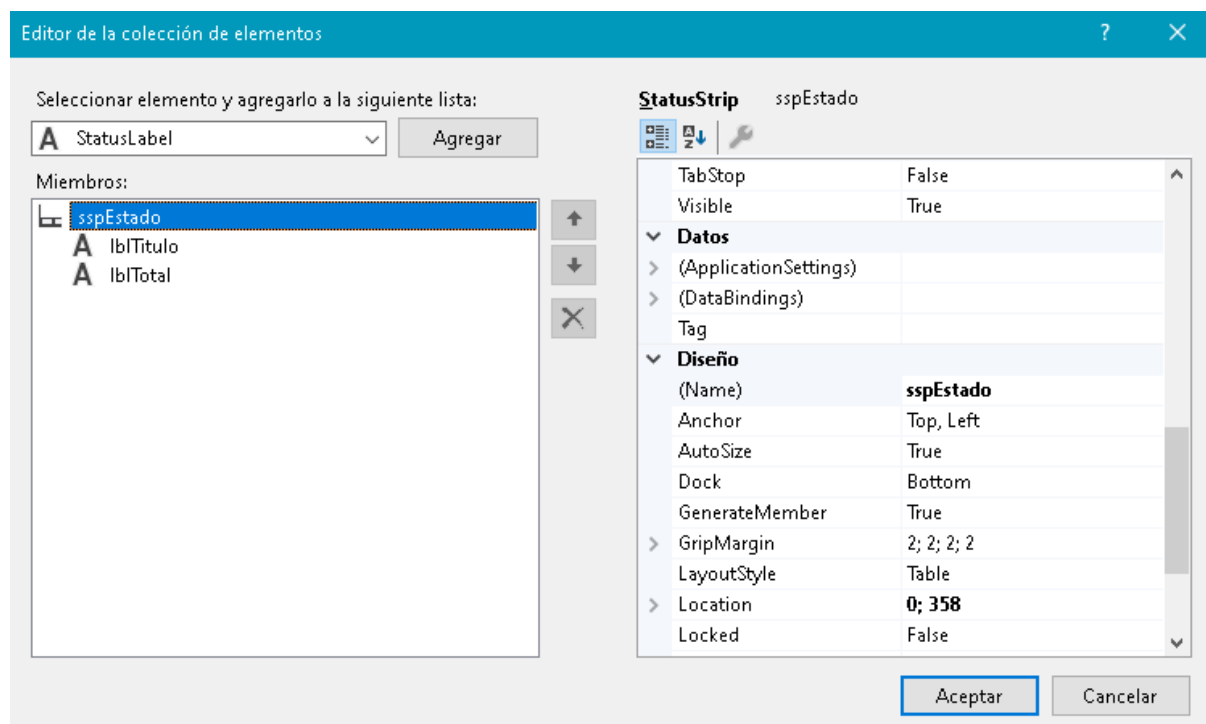 Editor de la colección de elementos ?
Seleccionar elemento y agregarlo a la siguiente lista:
A StatusLabel
Agregar
Miembros:
sspEstado
A lblTitulo
A lblTotal
StatusStrip sspEstado
TabStop False
Visible True
Datos
(ApplicationSettings)
(DataBindings)
Tag
Diseño
(Name) sspEstado
Anchor Top, Left
AutoSize True
Dock Bottom
GenerateMember True
GripMargin 2; 2; 2; 2
LayoutStyle Table
Location 0; 358
Locked False
Aceptar Cancelar